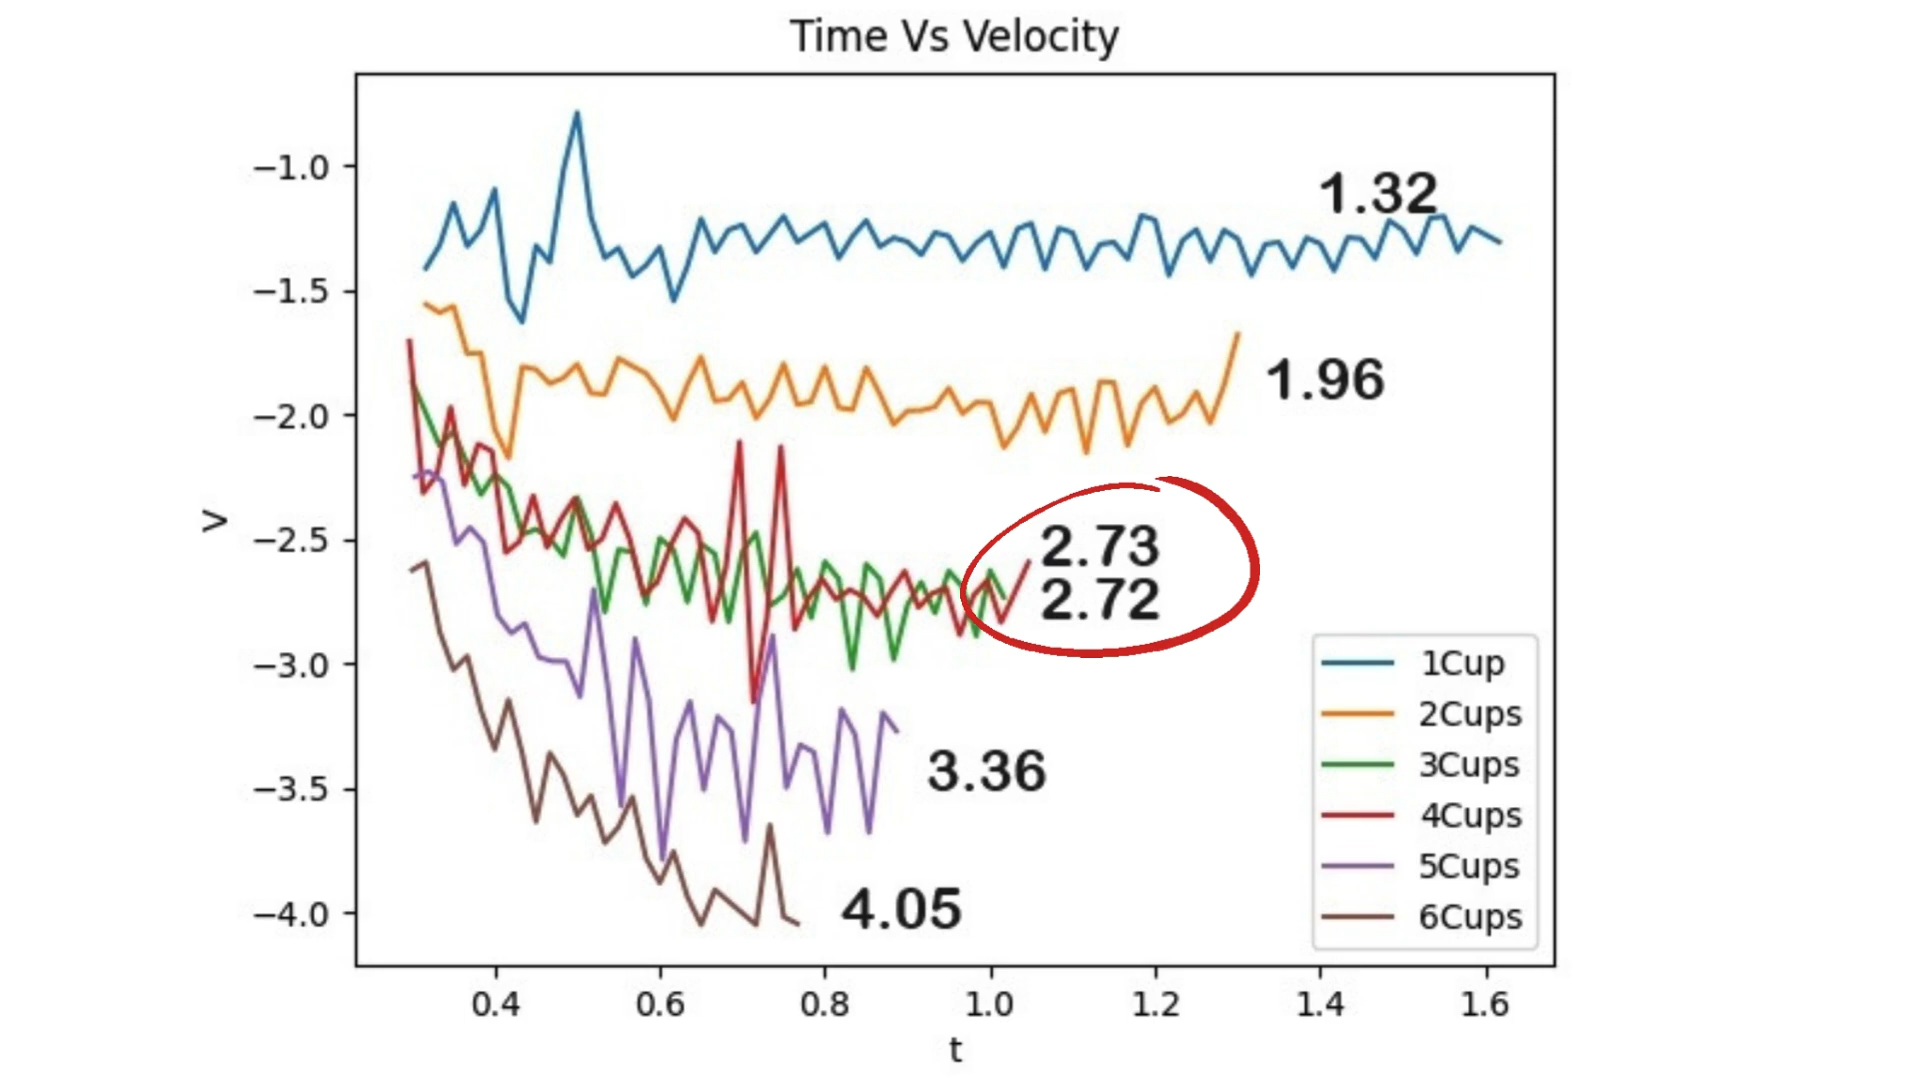 Time Vs Velocity
−1.0
−1.5
−2.0
−2.5
−3.0
−3.5
−4.0
v
1.32
1.96
2.73
2.72
3.36
4.05
1Cup
2Cups
3Cups
4Cups
5Cups
6Cups
0.4 0.6 0.8 1.0 1.2 1.4 1.6
t